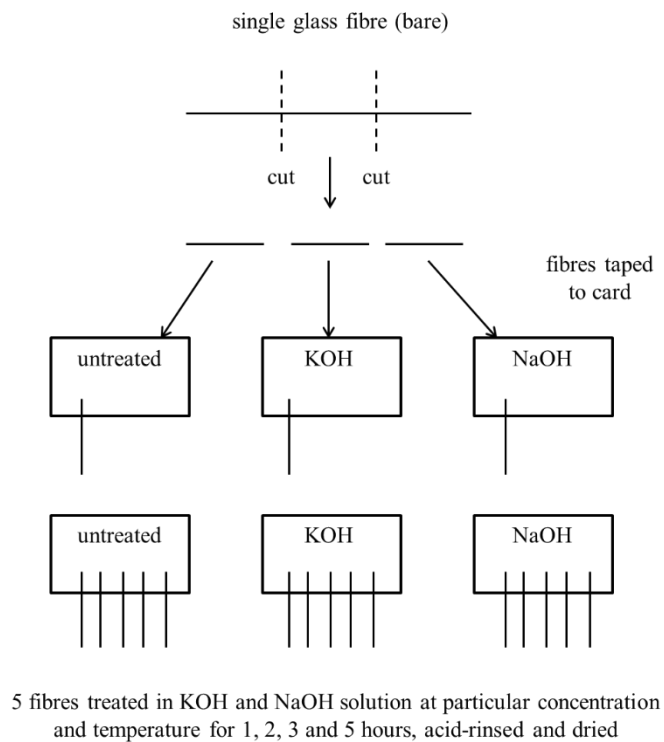 single glass fibre (bare)
cut cut
fibres taped
to card
untreated KOH NaOH
untreated KOH NaOH
5 fibres treated in KOH and NaOH solution at particular concentration
and temperature for 1, 2, 3 and 5 hours, acid-rinsed and dried